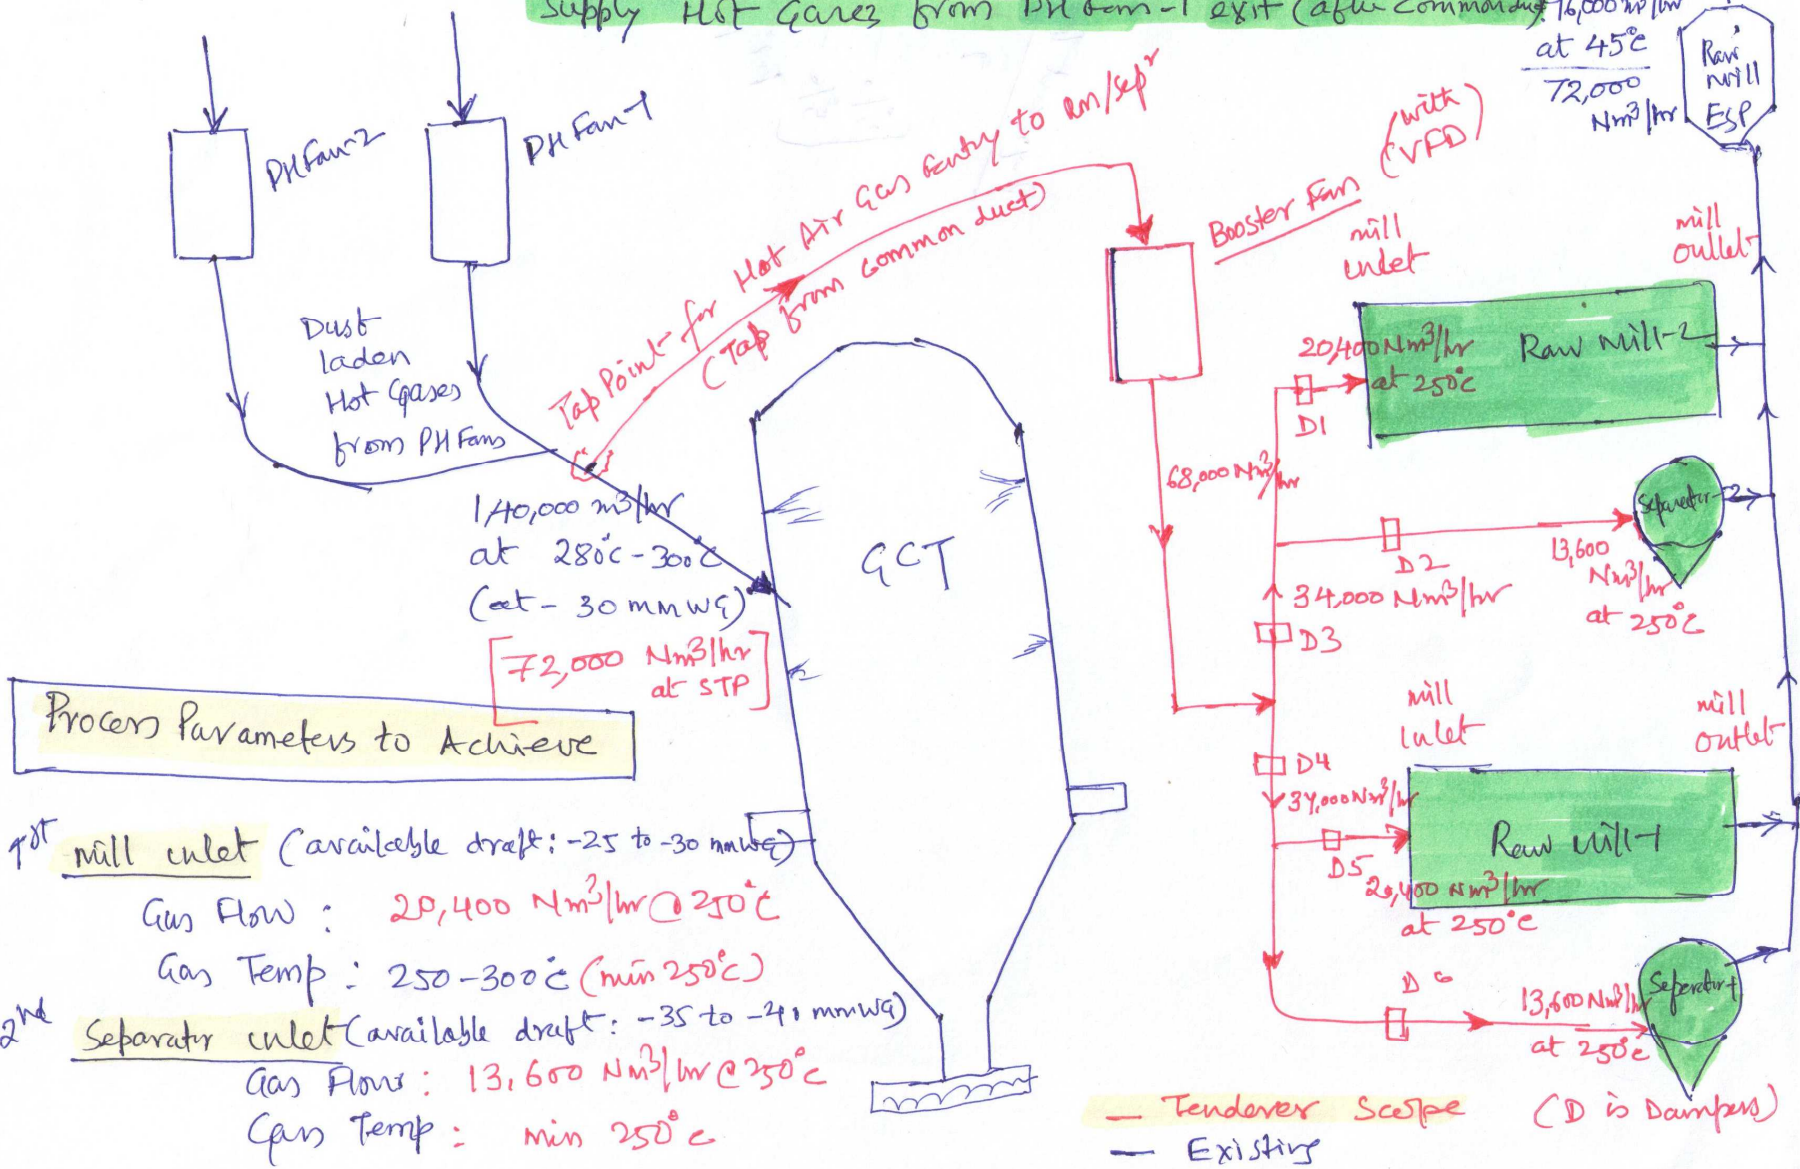 Supply Hot Gases from PH Fan-1 exit (after common duct)
76,000 m3/hr
at 45°c
72,000
Nm3/hr
Raw
Mill
ESP
PHFan-2
PHFan-1
Tap Point for Hot Air Gas Entry to RM/Sepr
(Tap from common duct)
Booster Fan
(with
VFD)
mill
inlet
mill
outlet
Dust
laden
Hot Gases
from PH Fans
20,400 Nm3/hr
at 250°c
Raw Mill-2
D1
68,000 Nm3/
hr
Separator-2
D2
13,600
Nm3/hr
at 250°c
34,000 Nm3/hr
D3
1,40,000 m3/hr
at 280°c-300°c
(at - 30 mmwg)
[72,000 Nm3/hr
at STP]
GCT
Process Parameters to Achieve
mill
inlet
mill
outlet
D4
34,000 Nm3/hr
D5
Raw Mill-1
20,400 Nm3/hr
at 250°c
1st mill inlet (available draft: -25 to -30 mmwg)
Gas Flow : 20,400 Nm3/hr @ 250°c
Gas Temp : 250-300°c (min 250°c)
2nd Separator inlet (available draft: -35 to -40 mmwg)
Gas Flow : 13,600 Nm3/hr @ 250°c
Gas Temp : min 250°c
D6
13,600 Nm3/hr
at 250°c
Seperator-1
— Tenderer Scope (D is Dampers)
— Existing